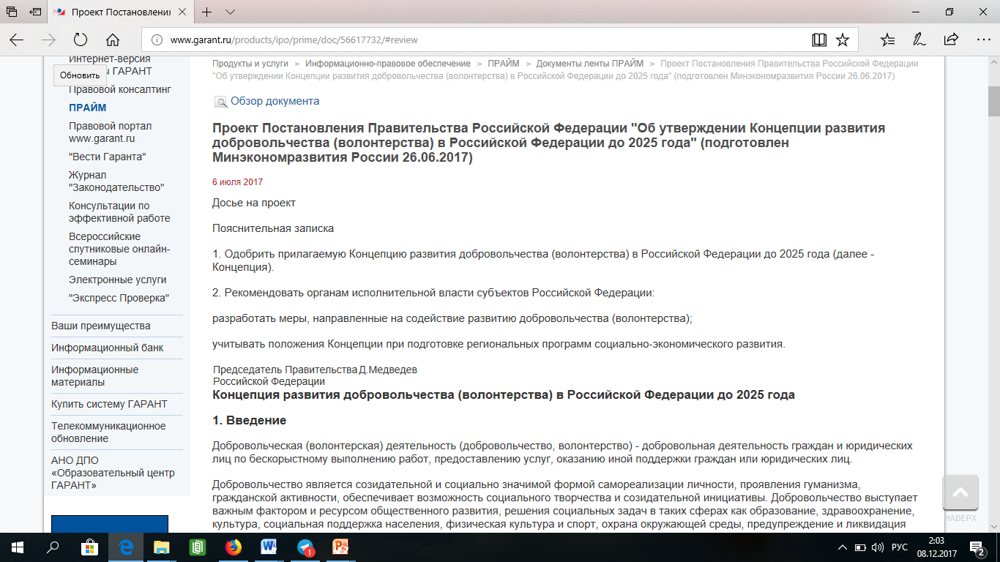 Проект Постановления
www.garant.ru/products/ipo/prime/doc/56617732/#review
Интернет-версия
ы ГАРАНТ
Обновить
Правовой консалтинг
ПРАЙМ
Правовой портал
www.garant.ru
"Вести Гаранта"
Журнал
"Законодательство"
Консультации по
эффективной работе
Всероссийские
спутниковые онлайн-
семинары
Электронные услуги
"Экспресс Проверка"
Ваши преимущества
Информационный банк
Информационные
материалы
Купить систему ГАРАНТ
Телекоммуникационное
обновление
АНО ДПО
«Образовательный центр
ГАРАНТ»
Продукты и услуги > Информационно-правовое обеспечение > ПРАЙМ > Документы ленты ПРАЙМ > Проект Постановления Правительства Российской Федерации
"Об утверждении Концепции развития добровольчества (волонтерства) в Российской Федерации до 2025 года" (подготовлен Минэкономразвития России 26.06.2017)
Обзор документа
Проект Постановления Правительства Российской Федерации "Об утверждении Концепции развития
добровольчества (волонтерства) в Российской Федерации до 2025 года" (подготовлен
Минэкономразвития России 26.06.2017)
6 июля 2017
Досье на проект
Пояснительная записка
1. Одобрить прилагаемую Концепцию развития добровольчества (волонтерства) в Российской Федерации до 2025 года (далее -
Концепция).
2. Рекомендовать органам исполнительной власти субъектов Российской Федерации:
разработать меры, направленные на содействие развитию добровольчества (волонтерства);
учитывать положения Концепции при подготовке региональных программ социально-экономического развития.
Председатель Правительства Д.Медведев
Российской Федерации
Концепция развития добровольчества (волонтерства) в Российской Федерации до 2025 года
1. Введение
Добровольческая (волонтерская) деятельность (добровольчество, волонтерство) - добровольная деятельность граждан и юридических
лиц по бескорыстному выполнению работ, предоставлению услуг, оказанию иной поддержки граждан или юридических лиц.
Добровольчество является созидательной и социально значимой формой самореализации личности, проявления гуманизма,
гражданской активности, обеспечивает возможность социального творчества и созидательной инициативы. Добровольчество выступает
важным фактором и ресурсом общественного развития, решения социальных задач в таких сферах как образование, здравоохранение,
культура, социальная поддержка населения, физическая культура и спорт, охрана окружающей среды, предупреждение и ликвидация
НАВЕРХ
1
РУС
2:03
08.12.2017
2